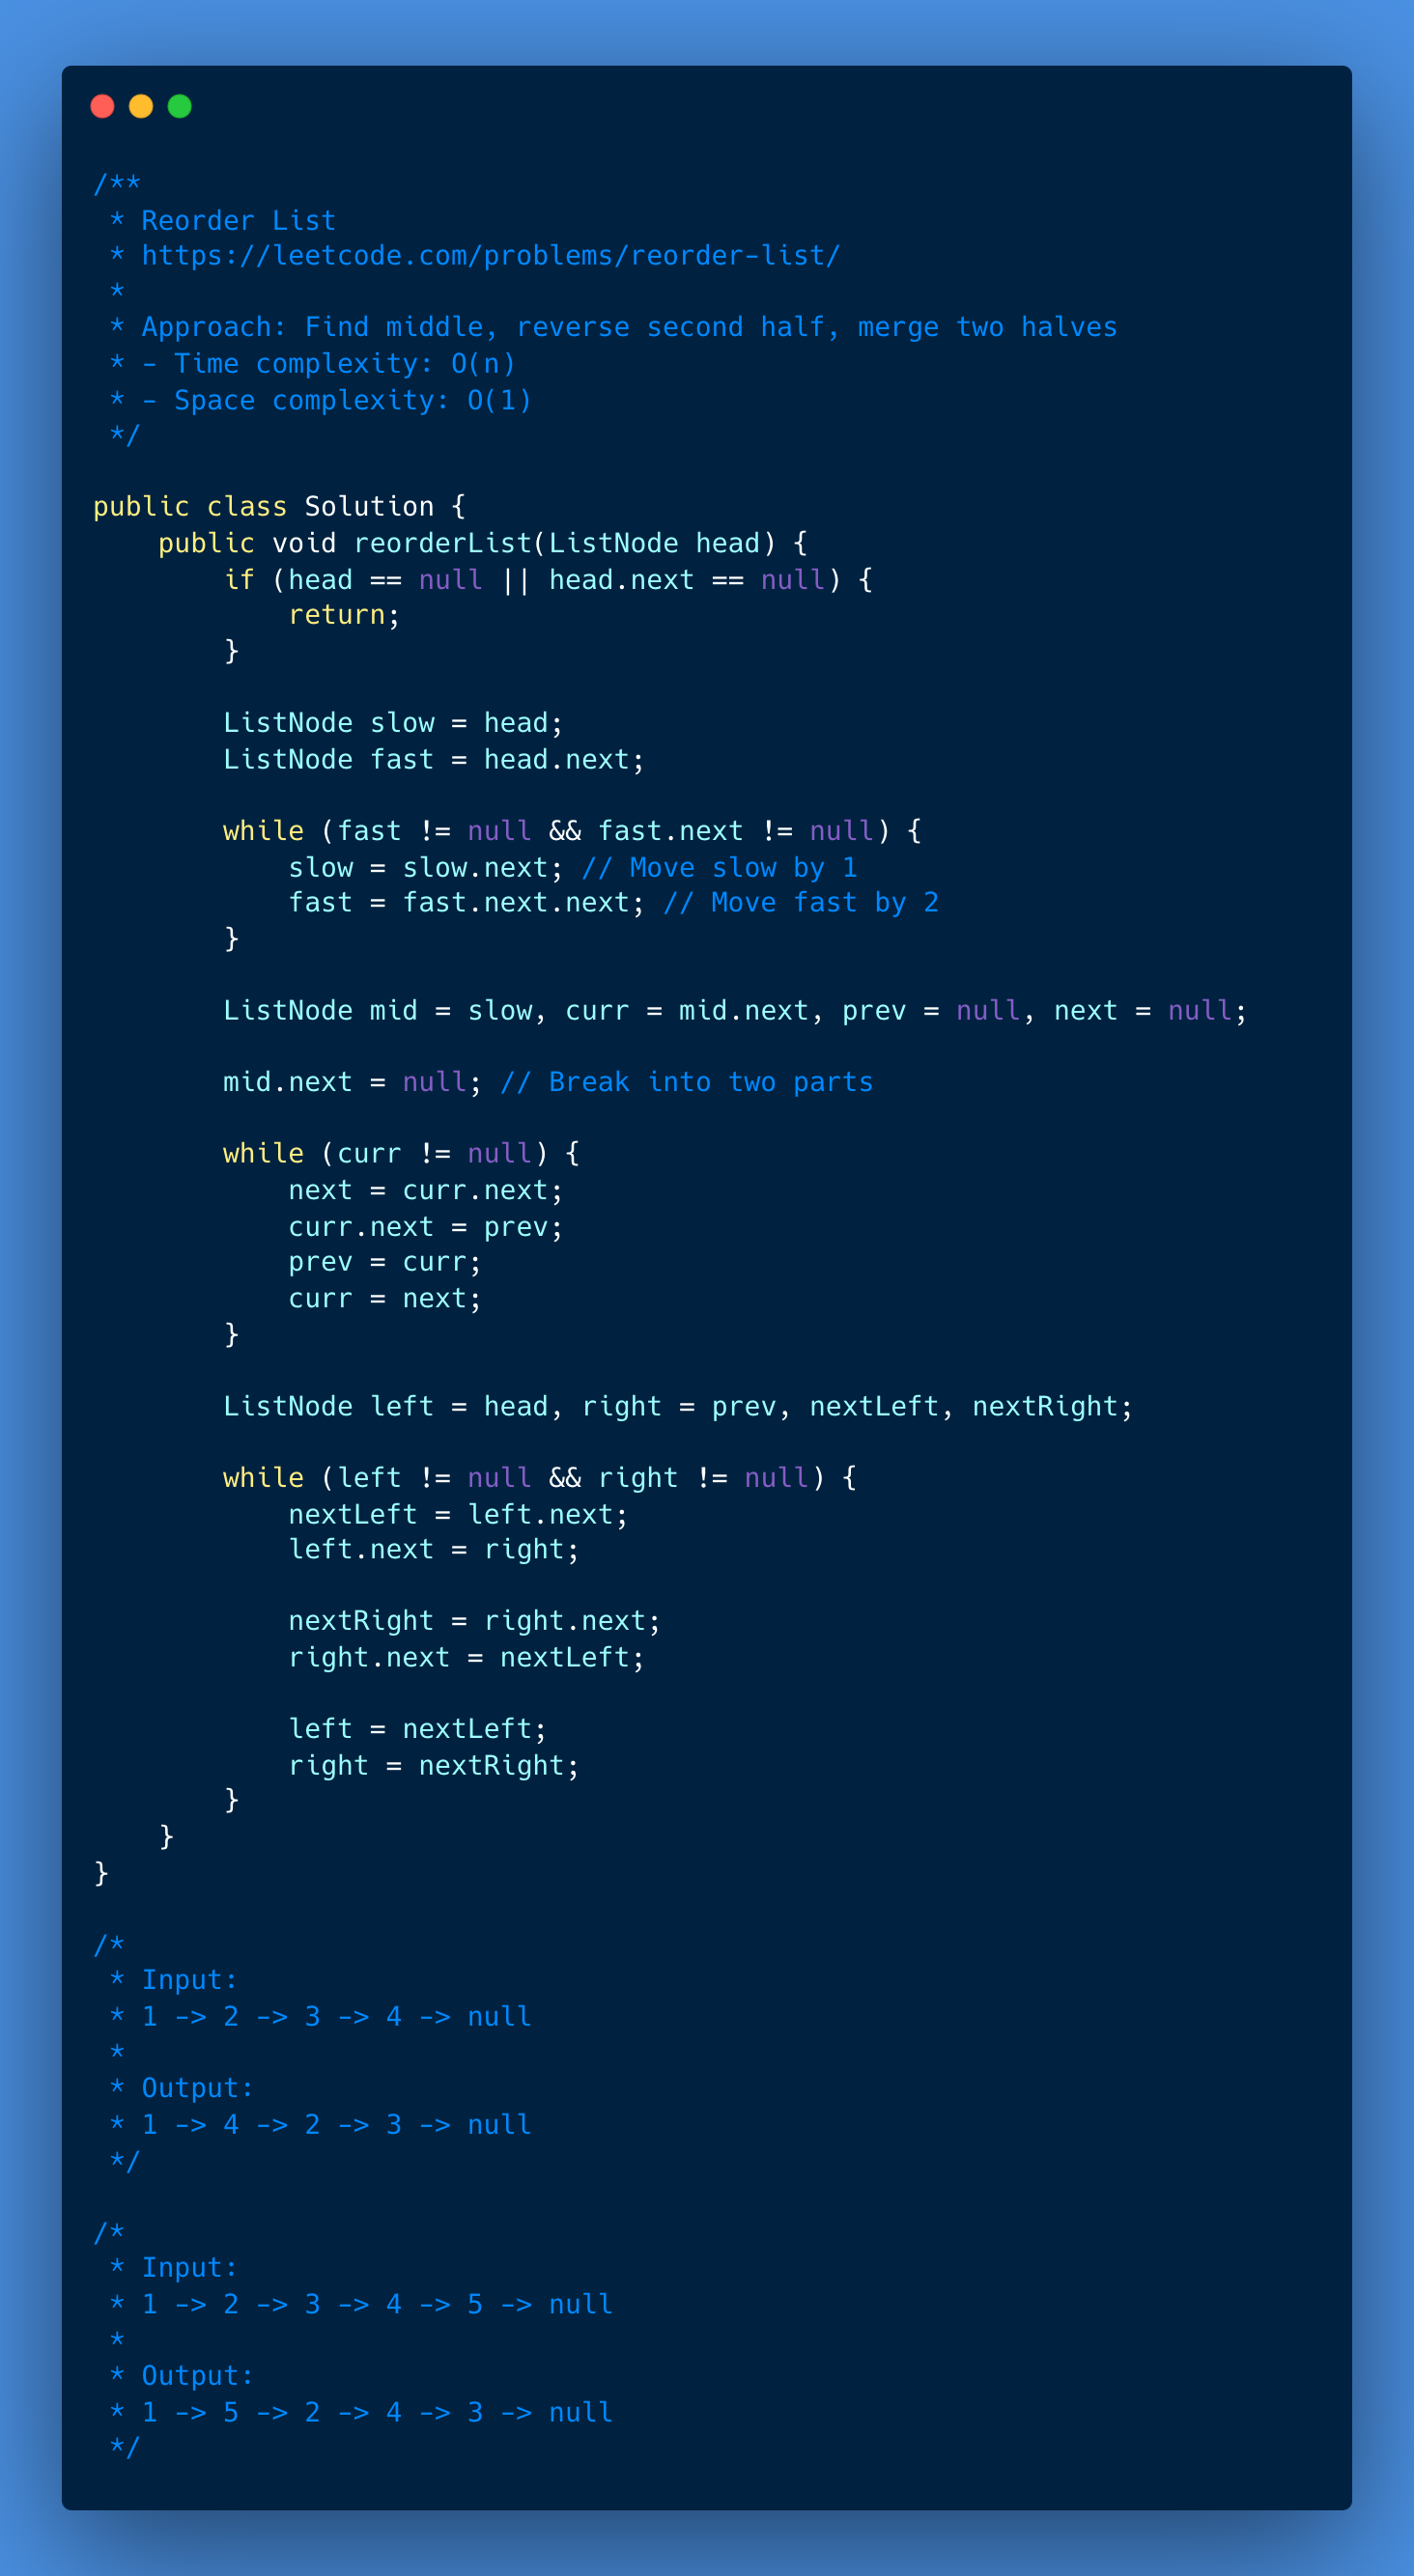 /**
 * Reorder List
 * https://leetcode.com/problems/reorder-list/
 *
 * Approach: Find middle, reverse second half, merge two halves
 * - Time complexity: O(n)
 * - Space complexity: O(1)
 */

public class Solution {
    public void reorderList(ListNode head) {
        if (head == null || head.next == null) {
            return;
        }

        ListNode slow = head;
        ListNode fast = head.next;

        while (fast != null && fast.next != null) {
            slow = slow.next; // Move slow by 1
            fast = fast.next.next; // Move fast by 2
        }

        ListNode mid = slow, curr = mid.next, prev = null, next = null;

        mid.next = null; // Break into two parts

        while (curr != null) {
            next = curr.next;
            curr.next = prev;
            prev = curr;
            curr = next;
        }

        ListNode left = head, right = prev, nextLeft, nextRight;

        while (left != null && right != null) {
            nextLeft = left.next;
            left.next = right;

            nextRight = right.next;
            right.next = nextLeft;

            left = nextLeft;
            right = nextRight;
        }
    }
}

/*
 * Input:
 * 1 -> 2 -> 3 -> 4 -> null
 *
 * Output:
 * 1 -> 4 -> 2 -> 3 -> null
 */

/*
 * Input:
 * 1 -> 2 -> 3 -> 4 -> 5 -> null
 *
 * Output:
 * 1 -> 5 -> 2 -> 4 -> 3 -> null
 */